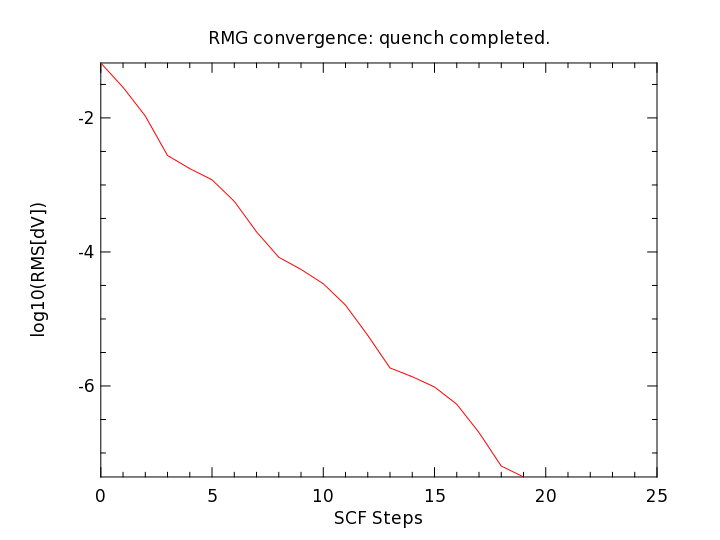 RMG convergence: quench completed.
-2
-4
-6
log10(RMS[dV])
0 5 10 15 20 25
SCF Steps